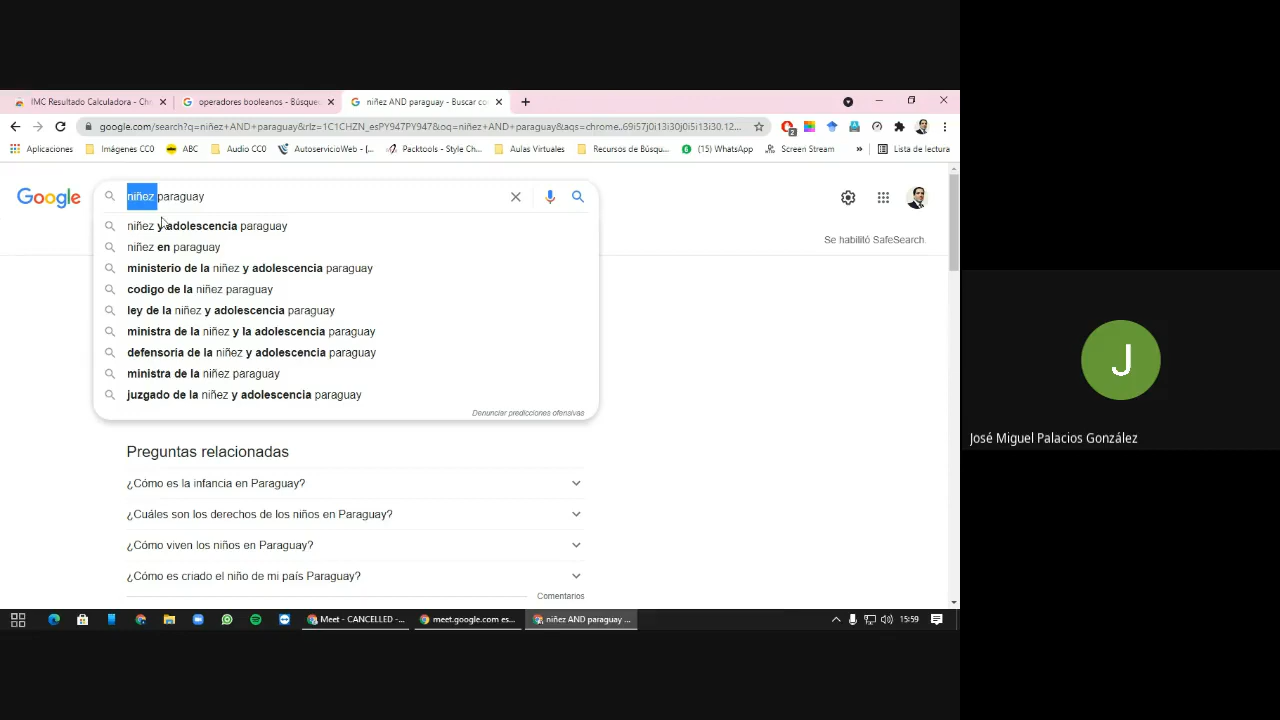 IMC Resultado Calculadora - Chr
operadores booleanos - Búsque
niñez AND paraguay - Buscar co
google.com/search?q=niñez+AND+paraguay&rlz=1C1CHZN_esPY947PY947&oq=niñez+AND+paraguay&aqs=chrome..69i57j0i13i30j0i5i13i30.12...
2
Aplicaciones
Imágenes CC0
ABC
Audio CC0
AutoservicioWeb - [...
Packtools - Style Ch...
Aulas Virtuales
Recursos de Búsqu...
6
(15) WhatsApp
Screen Stream
»
Lista de lectura
Google
niñez paraguay
niñez y adolescencia paraguay
niñez en paraguay
ministerio de la niñez y adolescencia paraguay
codigo de la niñez paraguay
ley de la niñez y adolescencia paraguay
ministra de la niñez y la adolescencia paraguay
defensoria de la niñez y adolescencia paraguay
ministra de la niñez paraguay
juzgado de la niñez y adolescencia paraguay
Denunciar predicciones ofensivas
Se habilitó SafeSearch.
Preguntas relacionadas
¿Cómo es la infancia en Paraguay?
¿Cuáles son los derechos de los niños en Paraguay?
¿Cómo viven los niños en Paraguay?
¿Cómo es criado el niño de mi país Paraguay?
Comentarios
Meet - CANCELLED -...
meet.google.com es...
niñez AND paraguay ...
15:59
J
José Miguel Palacios González